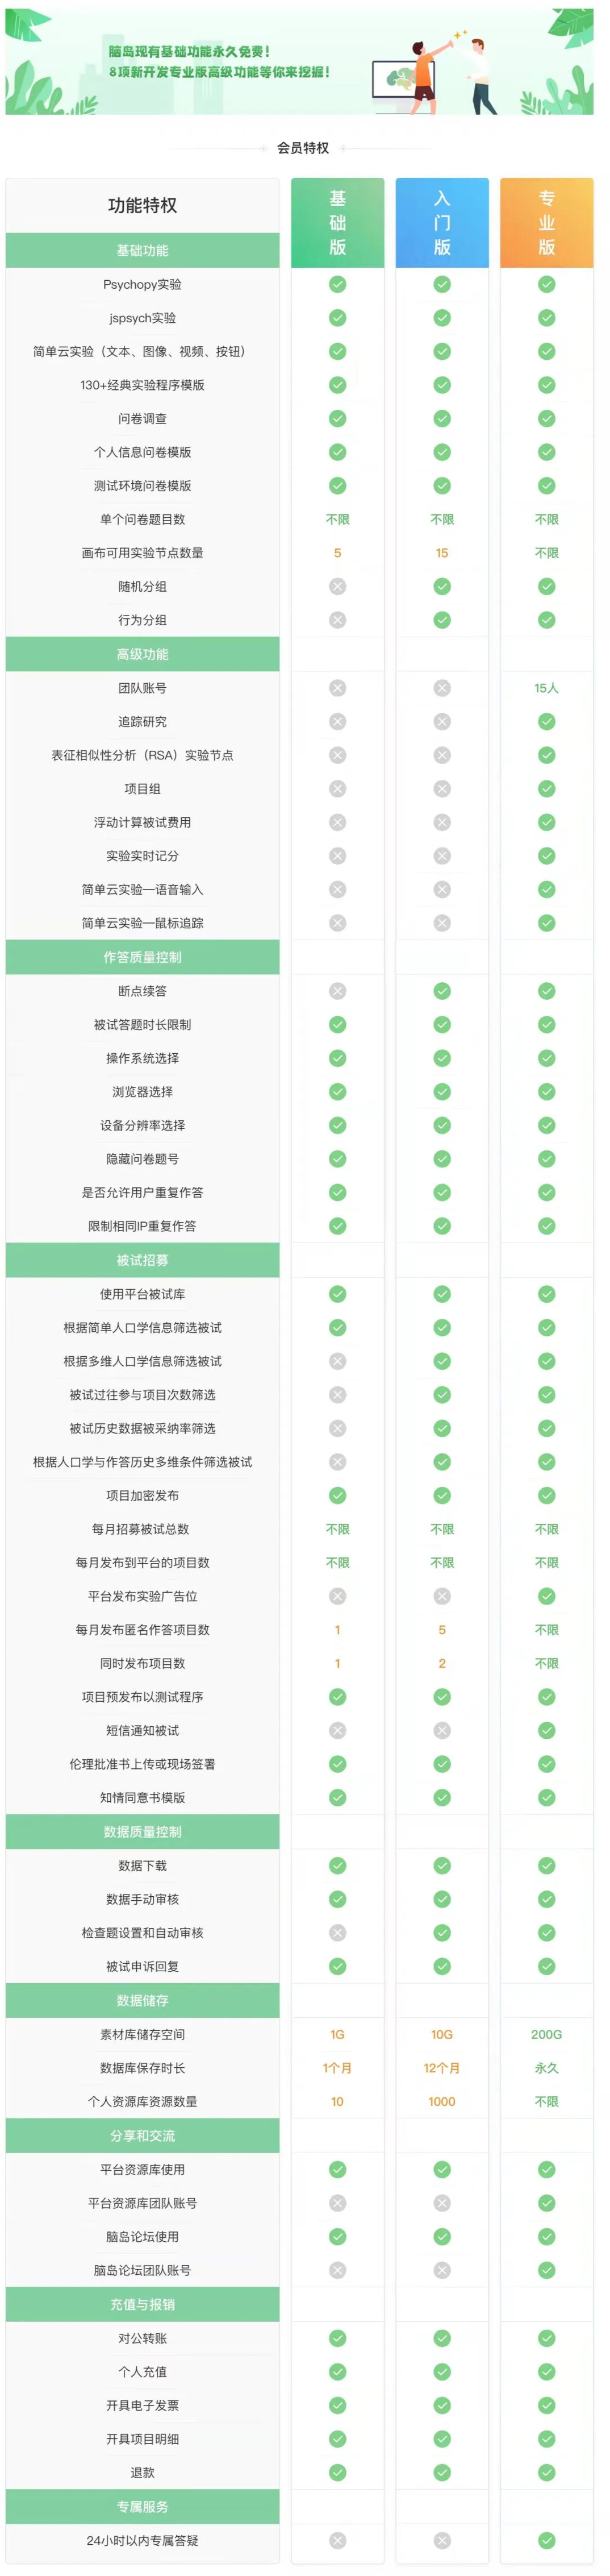 脑岛现有基础功能永久免费！
8项新开发专业版高级功能等你来挖掘！
会员特权
功能特权 基础版 入门版 专业版
基础功能
Psychopy实验
jspsych实验
简单云实验（文本、图像、视频、按钮）
130+经典实验程序模版
问卷调查
个人信息问卷模版
测试环境问卷模版
单个问卷题目数 不限 不限 不限
画布可用实验节点数量 5 15 不限
随机分组
行为分组
高级功能
团队账号 15人
追踪研究
表征相似性分析（RSA）实验节点
项目组
浮动计算被试费用
实验实时记分
简单云实验—语音输入
简单云实验—鼠标追踪
作答质量控制
断点续答
被试答题时长限制
操作系统选择
浏览器选择
设备分辨率选择
隐藏问卷题号
是否允许用户重复作答
限制相同IP重复作答
被试招募
使用平台被试库
根据简单人口学信息筛选被试
根据多维人口学信息筛选被试
被试过往参与项目次数筛选
被试历史数据被采纳率筛选
根据人口学与作答历史多维条件筛选被试
项目加密发布
每月招募被试总数 不限 不限 不限
每月发布到平台的项目数 不限 不限 不限
平台发布实验广告位
每月发布匿名作答项目数 1 5 不限
同时发布项目数 1 2 不限
项目预发布以测试程序
短信通知被试
伦理批准书上传或现场签署
知情同意书模版
数据质量控制
数据下载
数据手动审核
检查题设置和自动审核
被试申诉回复
数据储存
素材库储存空间 1G 10G 200G
数据库保存时长 1个月 12个月 永久
个人资源库资源数量 10 1000 不限
分享和交流
平台资源库使用
平台资源库团队账号
脑岛论坛使用
脑岛论坛团队账号
充值与报销
对公转账
个人充值
开具电子发票
开具项目明细
退款
专属服务
24小时以内专属答疑